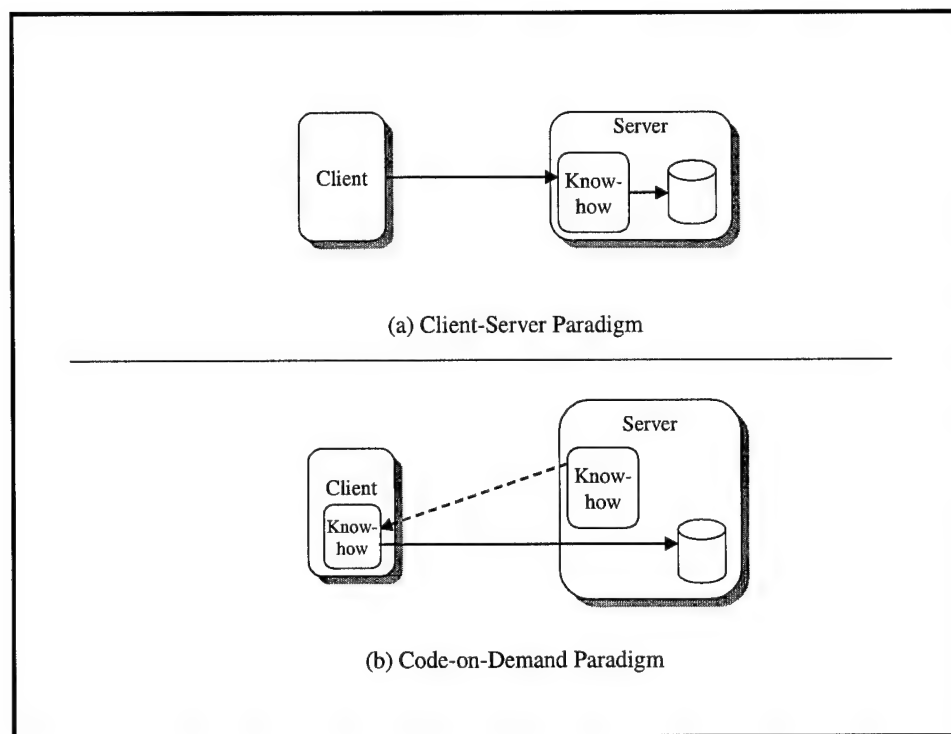 Server
Client
Know-
how
(a) Client-Server Paradigm
Server
Know-
how
Client
Know-
how
(b) Code-on-Demand Paradigm